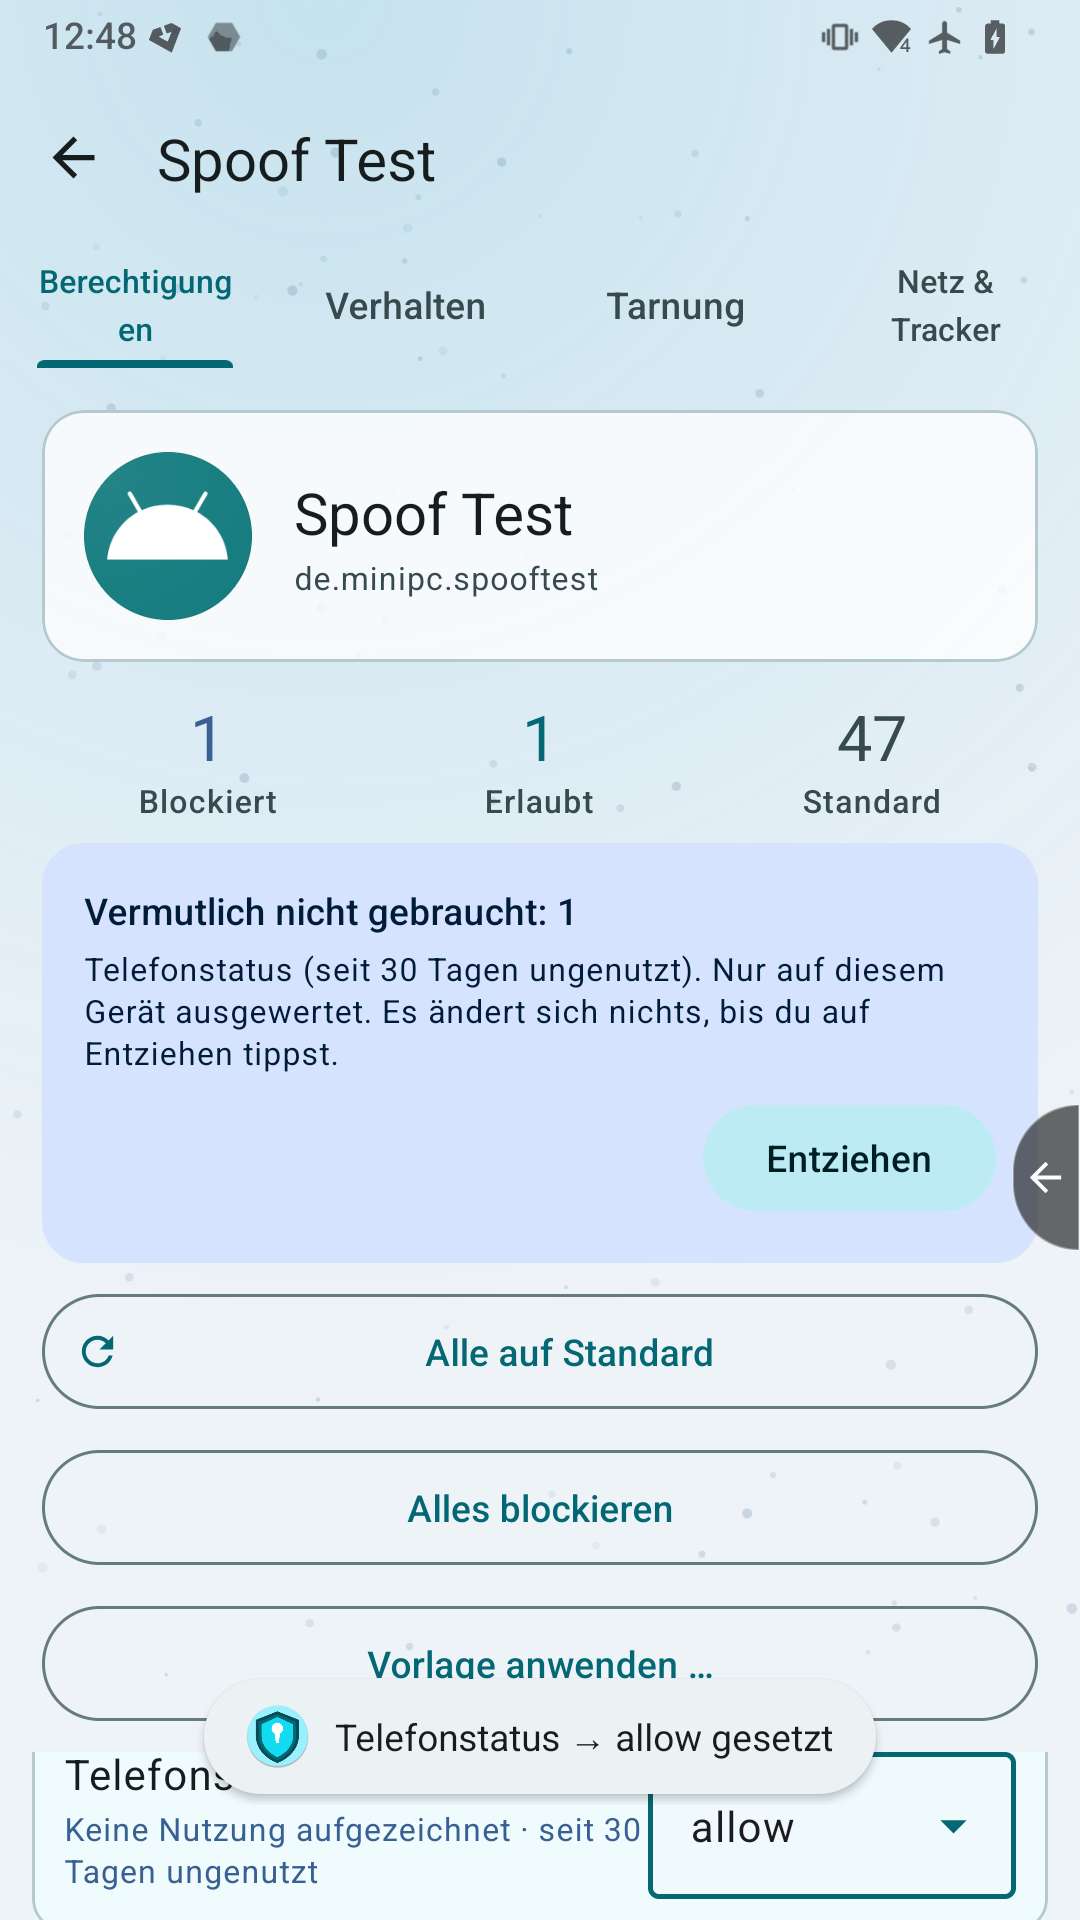 12:48
4
Spoof Test
Berechtigung
en
Verhalten
Tarnung
Netz &
Tracker
Spoof Test
de.minipc.spooftest
1
Blockiert
1
Erlaubt
47
Standard
Vermutlich nicht gebraucht: 1
Telefonstatus (seit 30 Tagen ungenutzt). Nur auf diesem
Gerät ausgewertet. Es ändert sich nichts, bis du auf
Entziehen tippst.
Entziehen
Alle auf Standard
Alles blockieren
Vorlage anwenden ...
Telefonstatus → allow gesetzt
Telefons
Keine Nutzung aufgezeichnet · seit 30
Tagen ungenutzt
allow